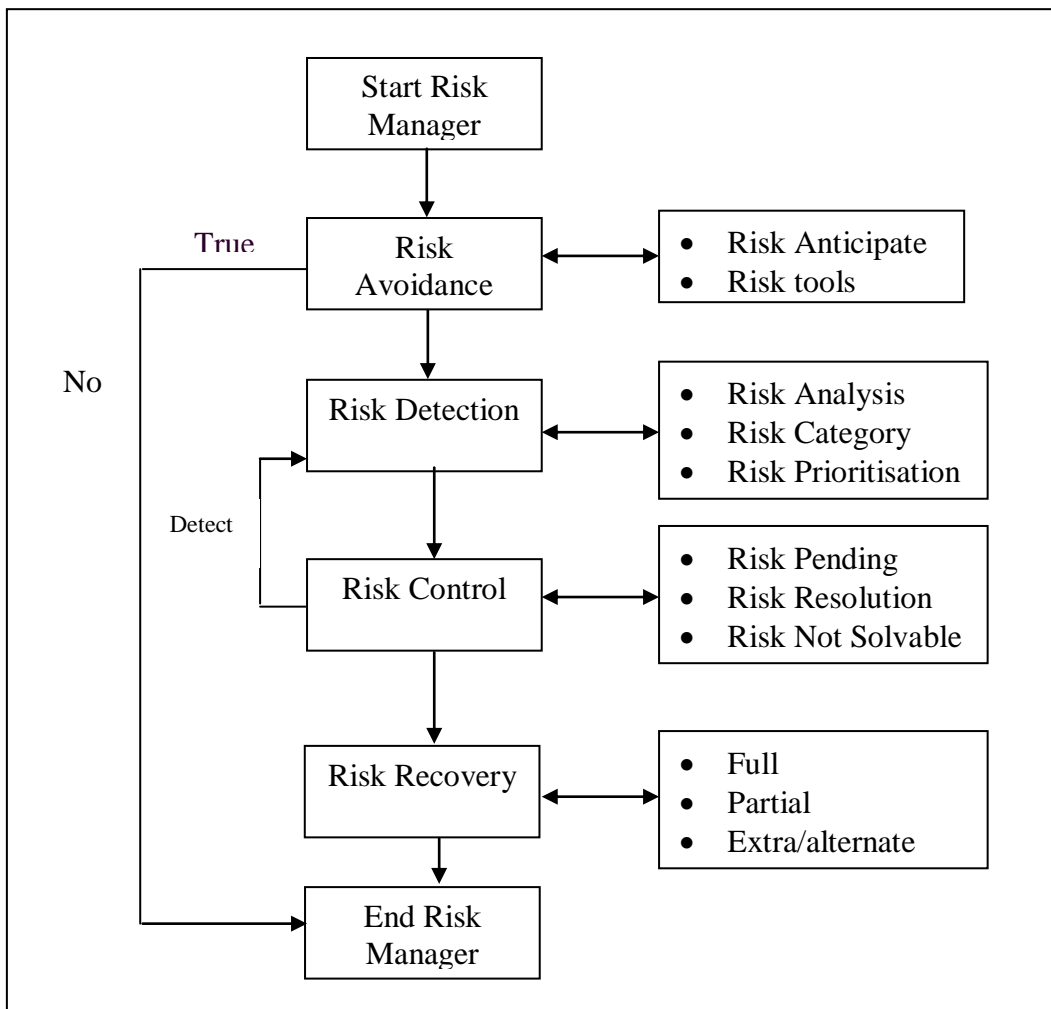 Start Risk
Manager
True
Risk
Avoidance
• Risk Anticipate
• Risk tools
No
Risk Detection
• Risk Analysis
• Risk Category
• Risk Prioritisation
Detect
Risk Control
• Risk Pending
• Risk Resolution
• Risk Not Solvable
Risk Recovery
• Full
• Partial
• Extra/alternate
End Risk
Manager